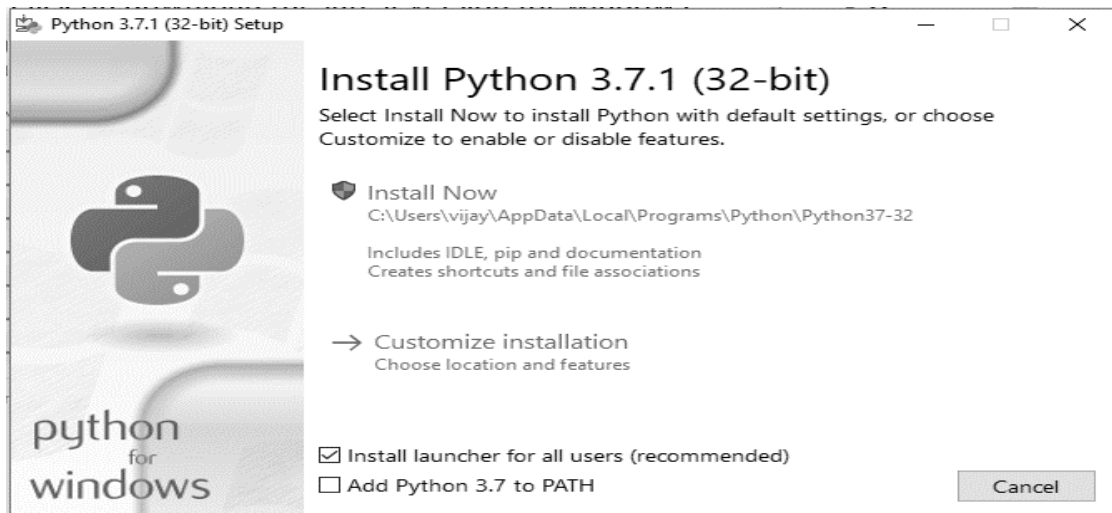 Python 3.7.1 (32-bit) Setup
Install Python 3.7.1 (32-bit)
Select Install Now to install Python with default settings, or choose
Customize to enable or disable features.
Install Now
C:\Users\vijay\AppData\Local\Programs\Python\Python37-32
Includes IDLE, pip and documentation
Creates shortcuts and file associations
Customize installation
Choose location and features
python
for
windows
Install launcher for all users (recommended)
Add Python 3.7 to PATH
Cancel